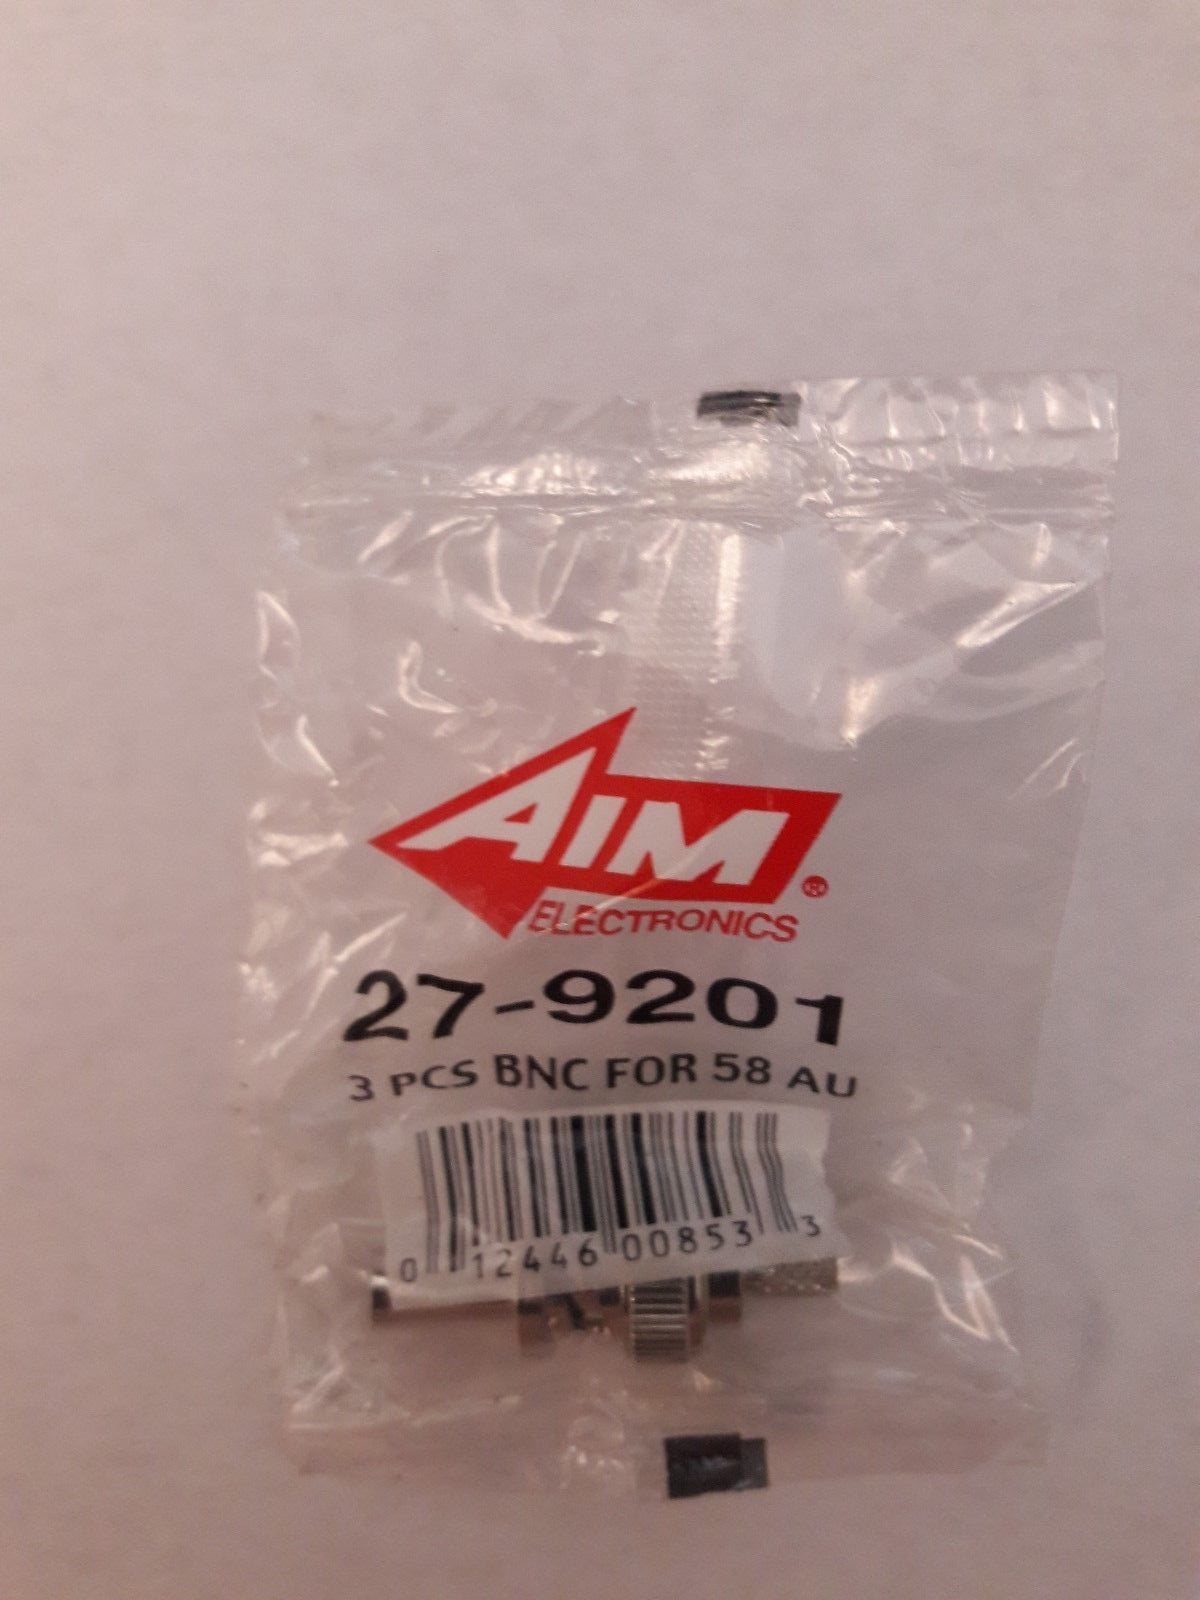 AIM
®
ELECTRONICS
27-9201
3 PCS BNC FOR 58 AU
0 12446 00853 3